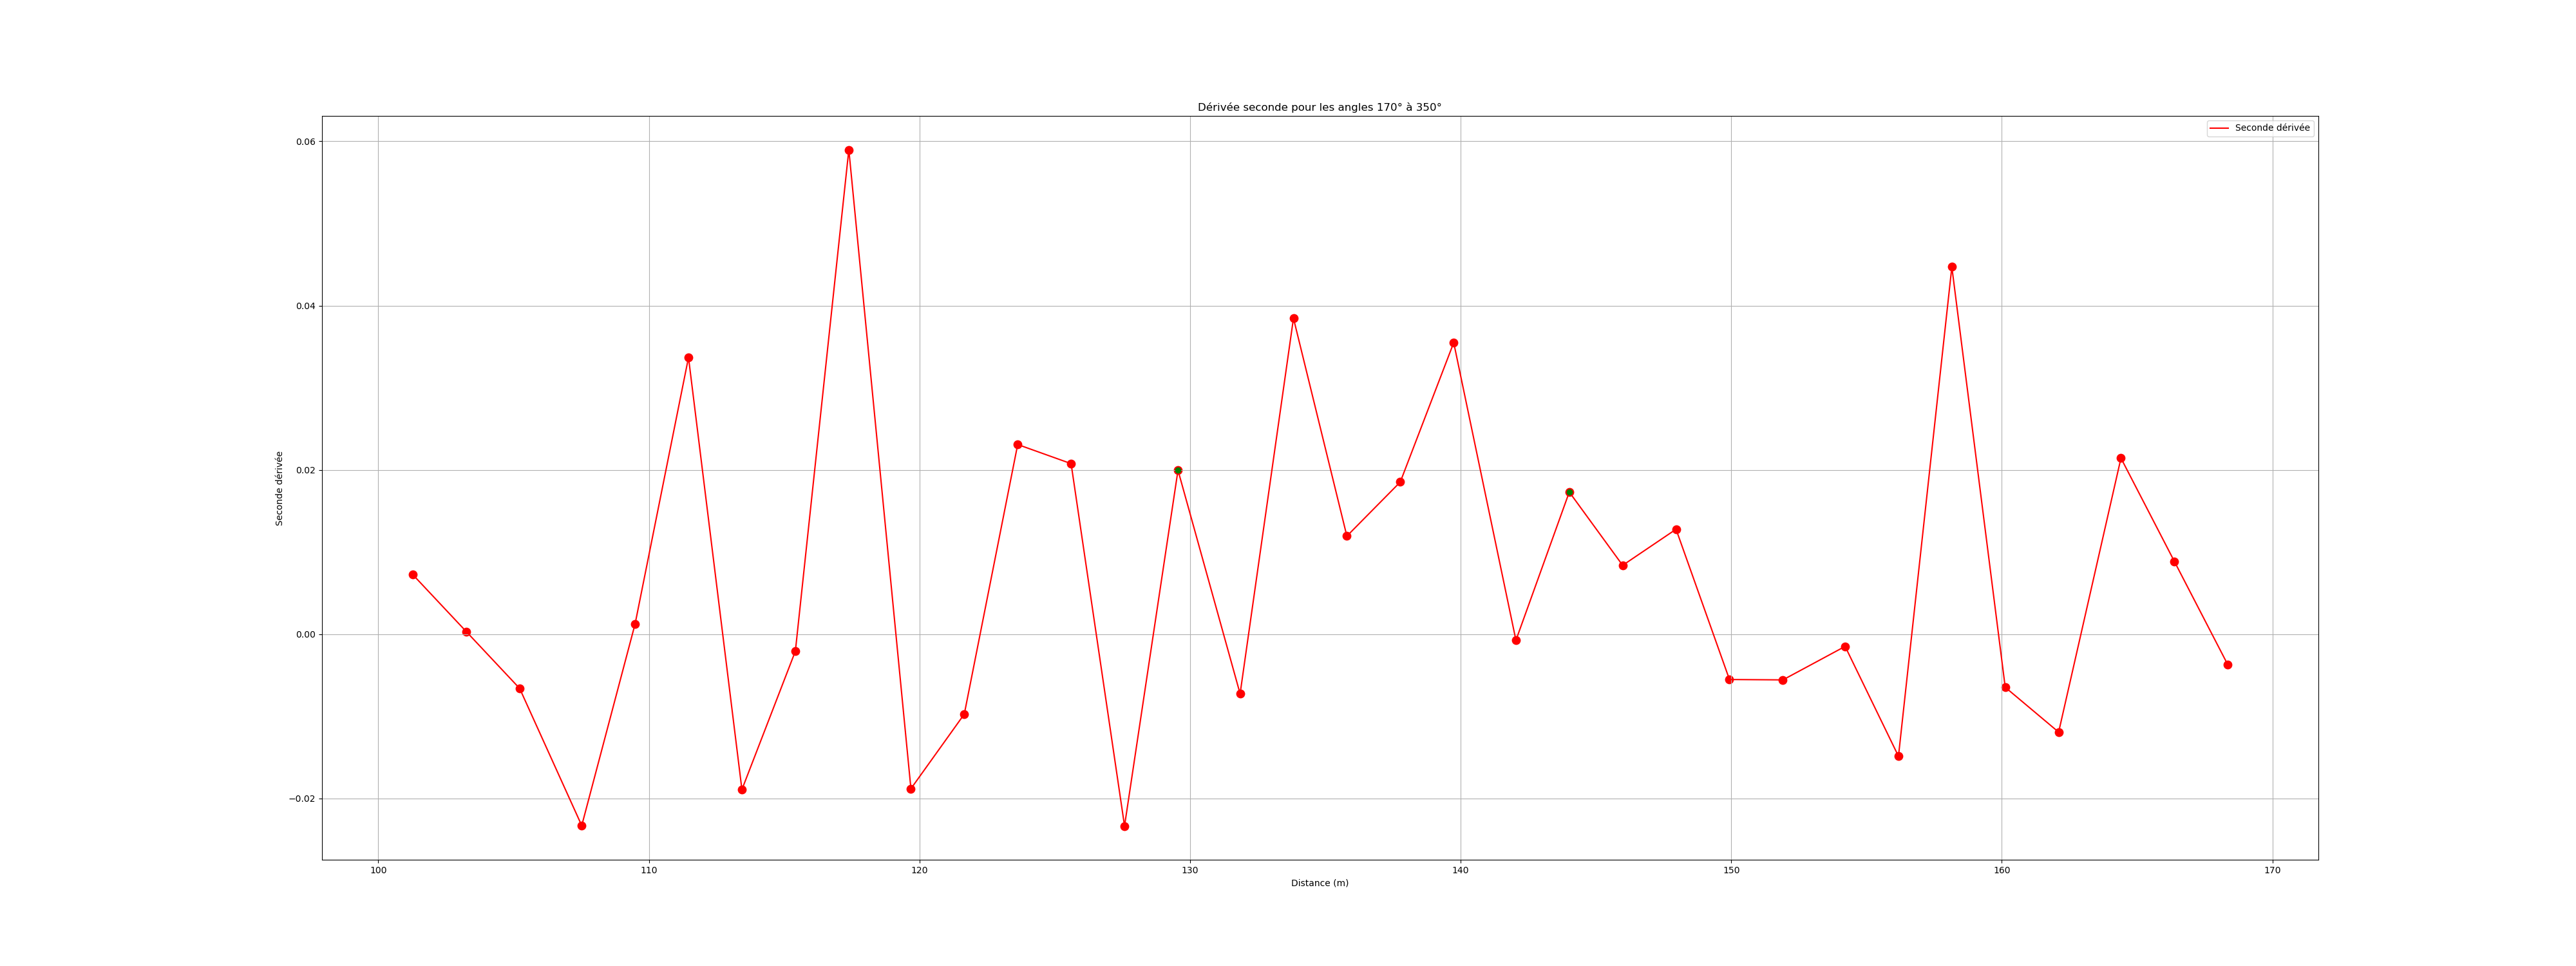 Dérivée seconde pour les angles 170° à 350°
Seconde dérivée
0.06
0.04
0.02
0.00
−0.02
Seconde dérivée
100 110 120 130 140 150 160 170
Distance (m)